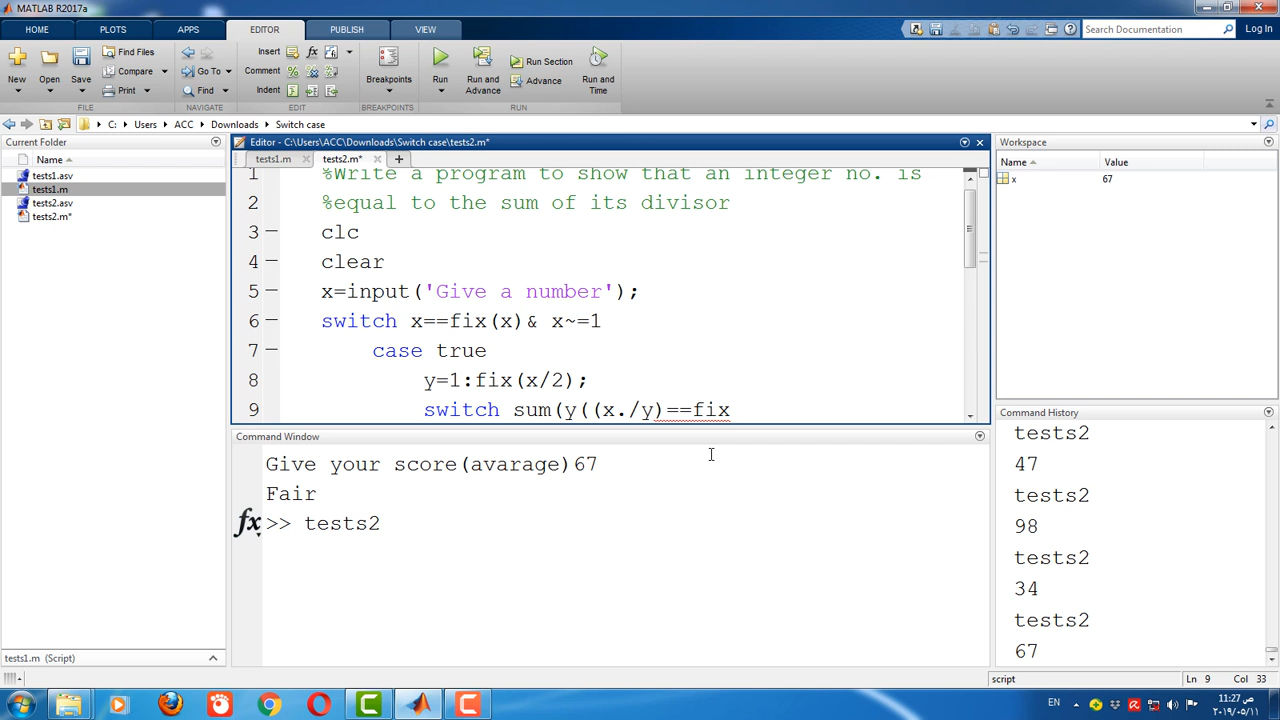 MATLAB R2017a
HOME PLOTS APPS EDITOR PUBLISH VIEW
Search Documentation
Log In
New Open Save
Find Files
Compare
Print
Go To
Find
Insert
Comment
Indent
Breakpoints
Run
Run and Advance
Run Section
Advance
Run and Time
FILE NAVIGATE EDIT BREAKPOINTS RUN
C: Users ACC Downloads Switch case
Current Folder
Name
tests1.asv
tests1.m
tests2.asv
tests2.m*
tests1.m (Script)
Editor - C:\Users\ACC\Downloads\Switch case\tests2.m*
tests1.m tests2.m*
1 %Write a program to show that an integer no. is
2 %equal to the sum of its divisor
3 clc
4 clear
5 x=input('Give a number');
6 switch x==fix(x)& x~=1
7 case true
8 y=1:fix(x/2);
9 switch sum(y((x./y)==fix
Command Window
Give your score(avarage)67
Fair
fx >> tests2
Workspace
Name Value
x 67
Command History
tests2
47
tests2
98
tests2
34
tests2
67
script Ln 9 Col 33
EN
11:27 ص
٢٠١٩/٠٥/١١